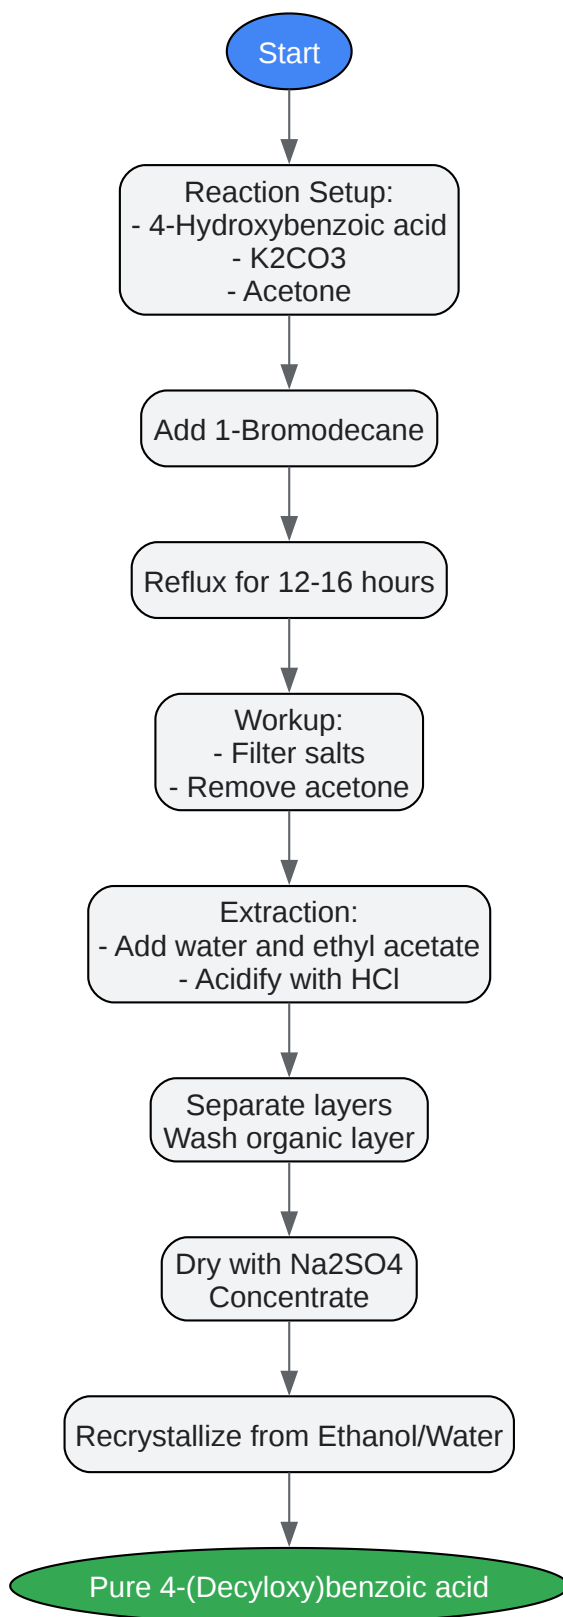 Start
Reaction Setup:
- 4-Hydroxybenzoic acid
- K2CO3
- Acetone
Add 1-Bromodecane
Reflux for 12-16 hours
Workup:
- Filter salts
- Remove acetone
Extraction:
- Add water and ethyl acetate
- Acidify with HCl
Separate layers
Wash organic layer
Dry with Na2SO4
Concentrate
Recrystallize from Ethanol/Water
Pure 4-(Decyloxy)benzoic acid